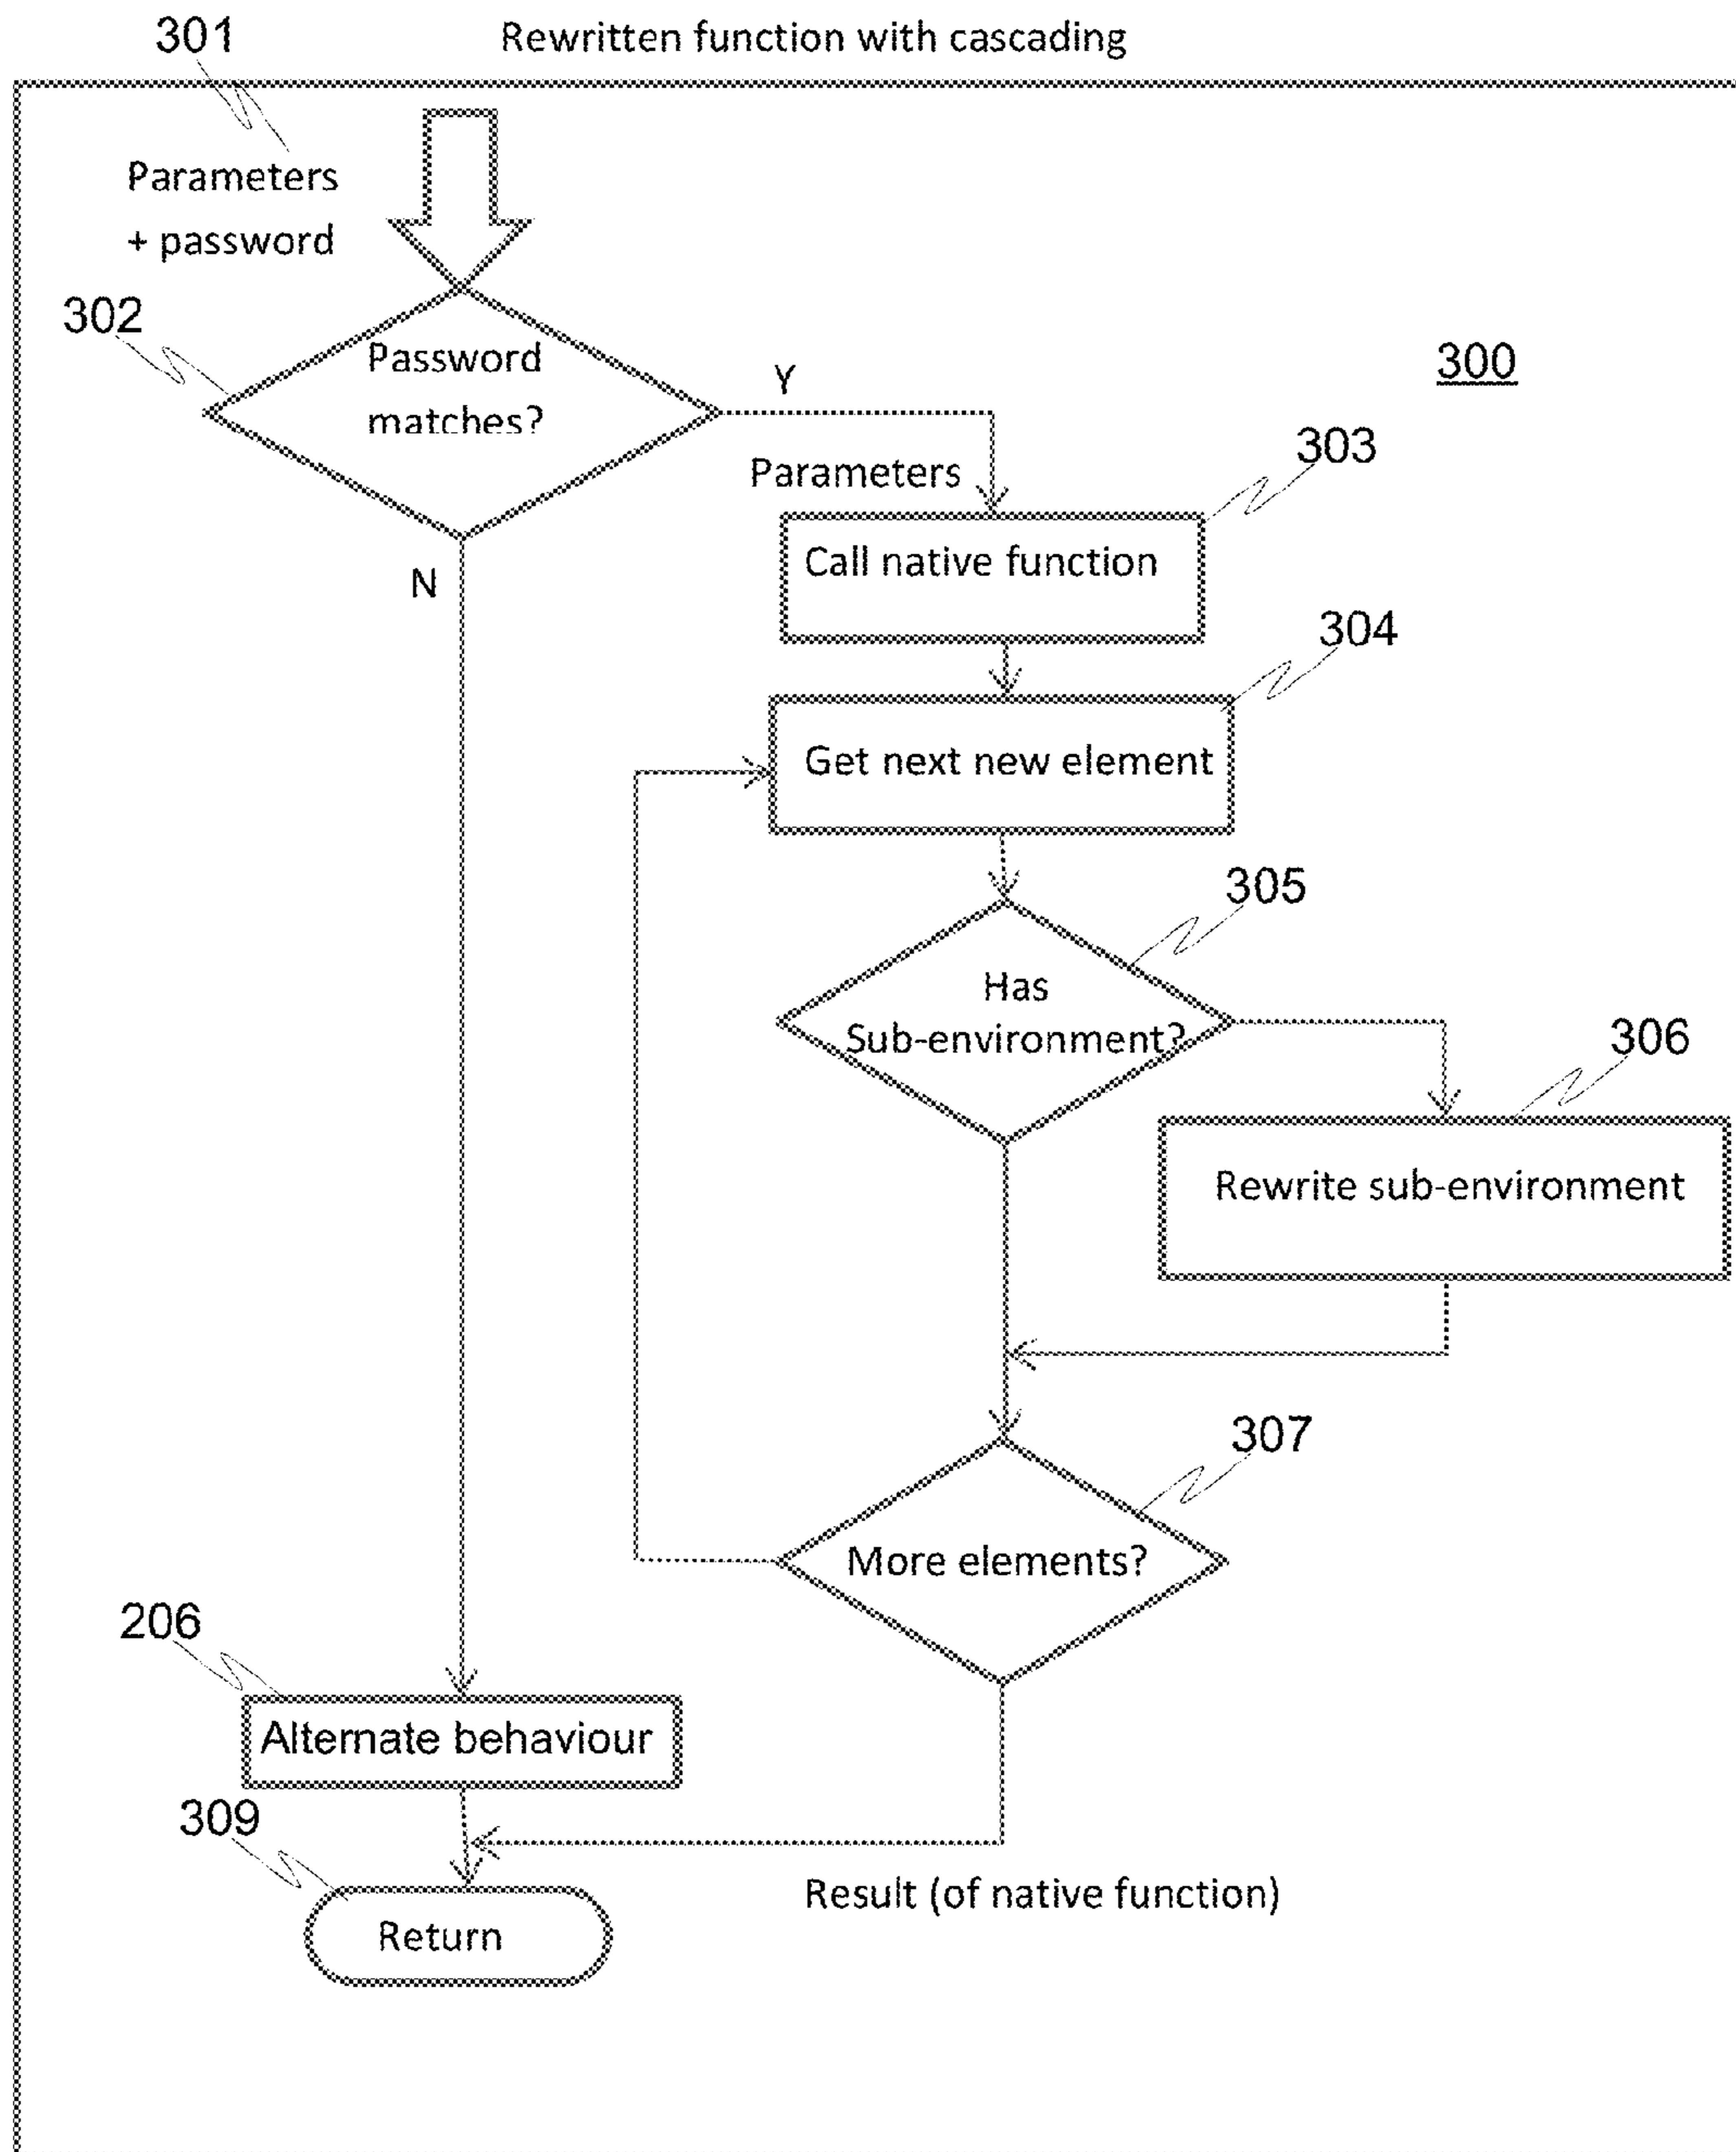 301
Rewritten function with cascading
Parameters
+ password
302
Password
matches?
Y
300
303
Parameters
Call native function
N
304
Get next new element
305
Has
Sub-environment?
306
Rewrite sub-environment
307
More elements?
206
Alternate behaviour
309
Result (of native function)
Return